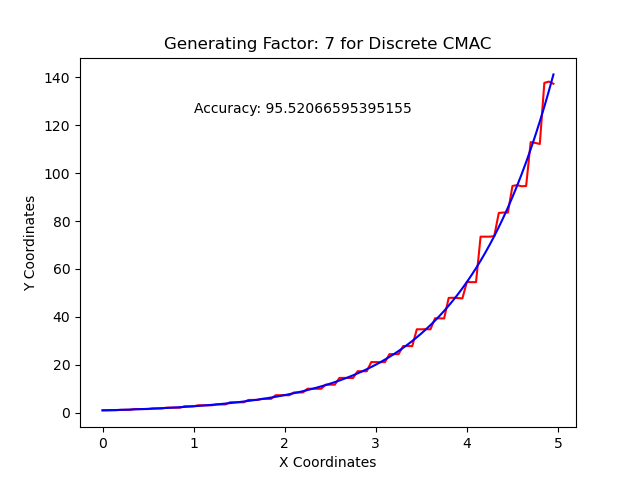 Generating Factor: 7 for Discrete CMAC
Accuracy: 95.52066595395155
140
120
100
80
60
40
20
0
Y Coordinates
0 1 2 3 4 5
X Coordinates